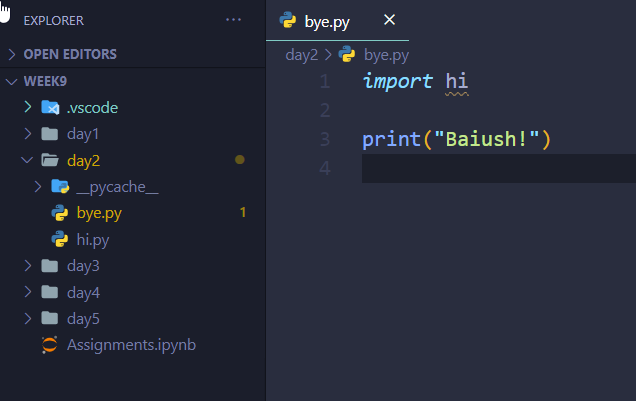 EXPLORER ...
OPEN EDITORS
WEEK9
.vscode
day1
day2
__pycache__
bye.py 1
hi.py
day3
day4
day5
Assignments.ipynb
bye.py ×
day2 > bye.py
1 import hi
2
3 print("Baiush!")
4